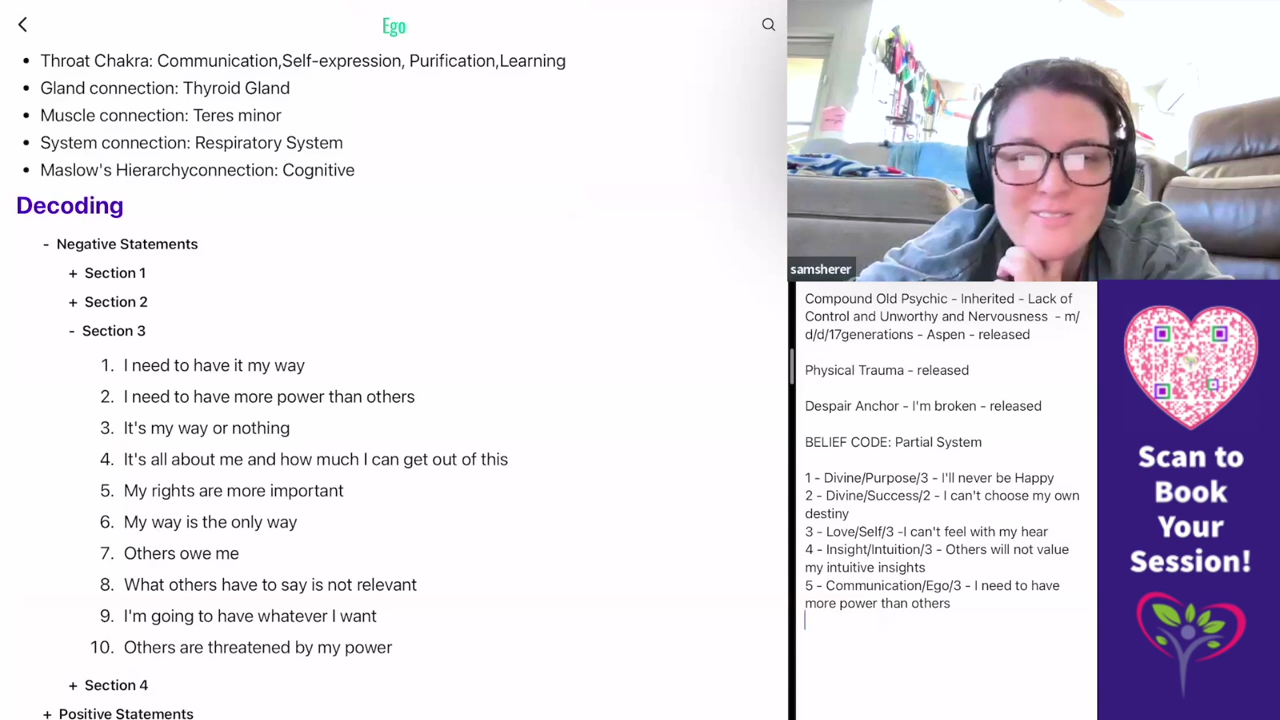 Ego
Throat Chakra: Communication,Self-expression, Purification,Learning
Gland connection: Thyroid Gland
Muscle connection: Teres minor
System connection: Respiratory System
Maslow's Hierarchyconnection: Cognitive
Decoding
- Negative Statements
+ Section 1
+ Section 2
- Section 3
1. I need to have it my way
2. I need to have more power than others
3. It's my way or nothing
4. It's all about me and how much I can get out of this
5. My rights are more important
6. My way is the only way
7. Others owe me
8. What others have to say is not relevant
9. I'm going to have whatever I want
10. Others are threatened by my power
+ Section 4
+ Positive Statements
samsherer
Compound Old Psychic - Inherited - Lack of
Control and Unworthy and Nervousness - m/
d/d/17generations - Aspen - released
Physical Trauma - released
Despair Anchor - I'm broken - released
BELIEF CODE: Partial System
1 - Divine/Purpose/3 - I'll never be Happy
2 - Divine/Success/2 - I can't choose my own
destiny
3 - Love/Self/3 -I can't feel with my hear
4 - Insight/Intuition/3 - Others will not value
my intuitive insights
5 - Communication/Ego/3 - I need to have
more power than others
Scan to
Book
Your
Session!